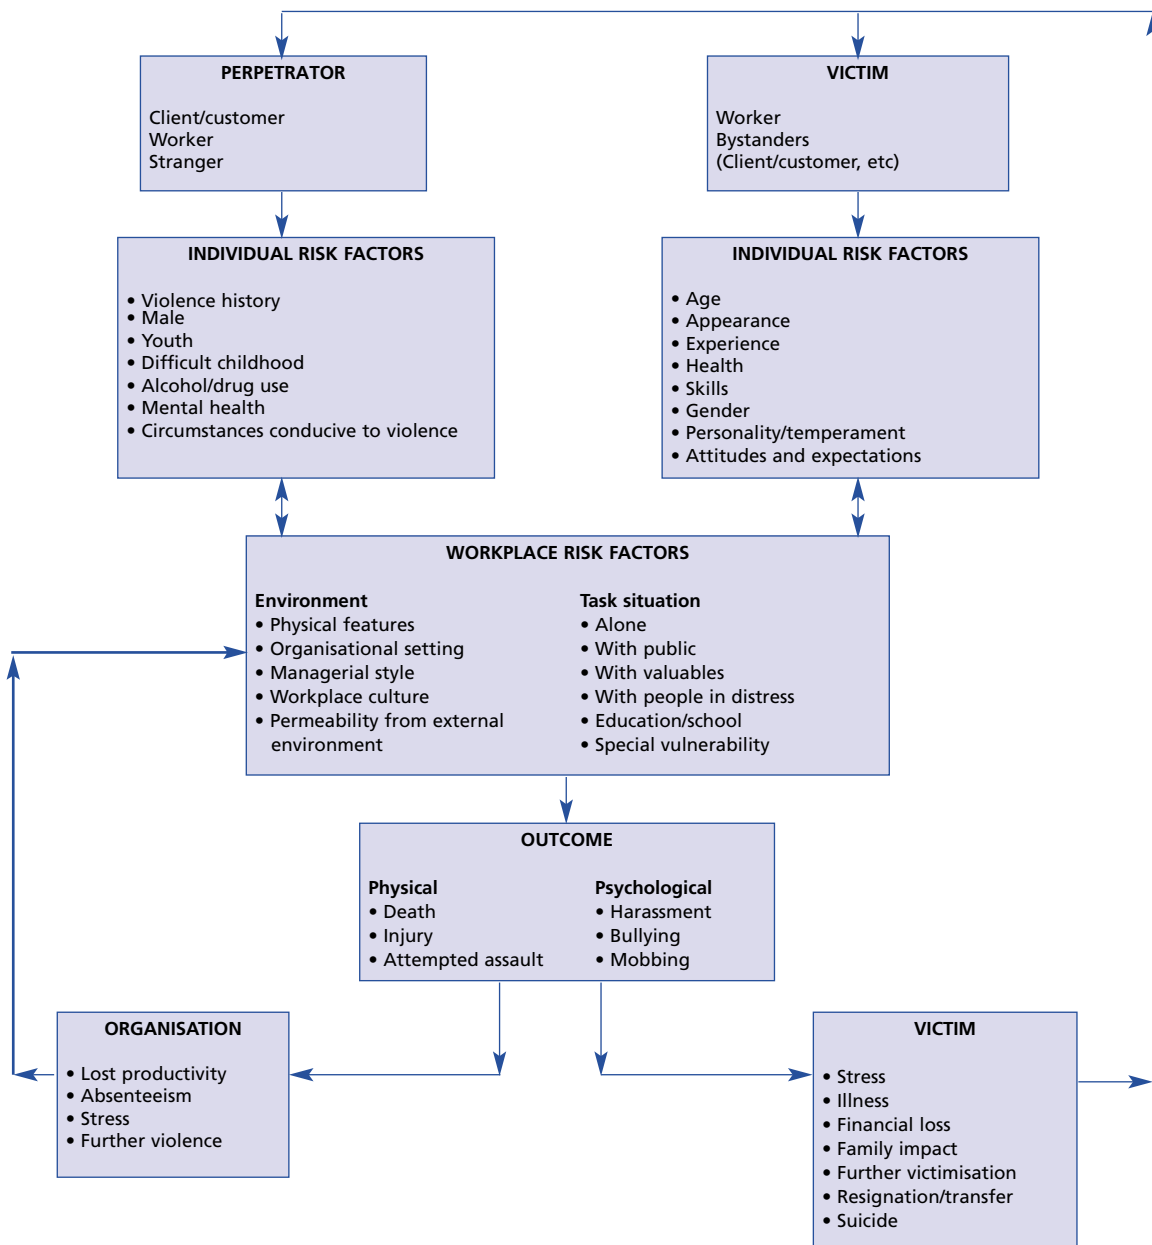 PERPETRATOR
Client/customer
Worker
Stranger
VICTIM
Worker
Bystanders
(Client/customer, etc)
INDIVIDUAL RISK FACTORS
• Violence history
• Male
• Youth
• Difficult childhood
• Alcohol/drug use
• Mental health
• Circumstances conducive to violence
INDIVIDUAL RISK FACTORS
• Age
• Appearance
• Experience
• Health
• Skills
• Gender
• Personality/temperament
• Attitudes and expectations
WORKPLACE RISK FACTORS
Environment
• Physical features
• Organisational setting
• Managerial style
• Workplace culture
• Permeability from external
environment
Task situation
• Alone
• With public
• With valuables
• With people in distress
• Education/school
• Special vulnerability
OUTCOME
Physical
• Death
• Injury
• Attempted assault
Psychological
• Harassment
• Bullying
• Mobbing
ORGANISATION
• Lost productivity
• Absenteeism
• Stress
• Further violence
VICTIM
• Stress
• Illness
• Financial loss
• Family impact
• Further victimisation
• Resignation/transfer
• Suicide